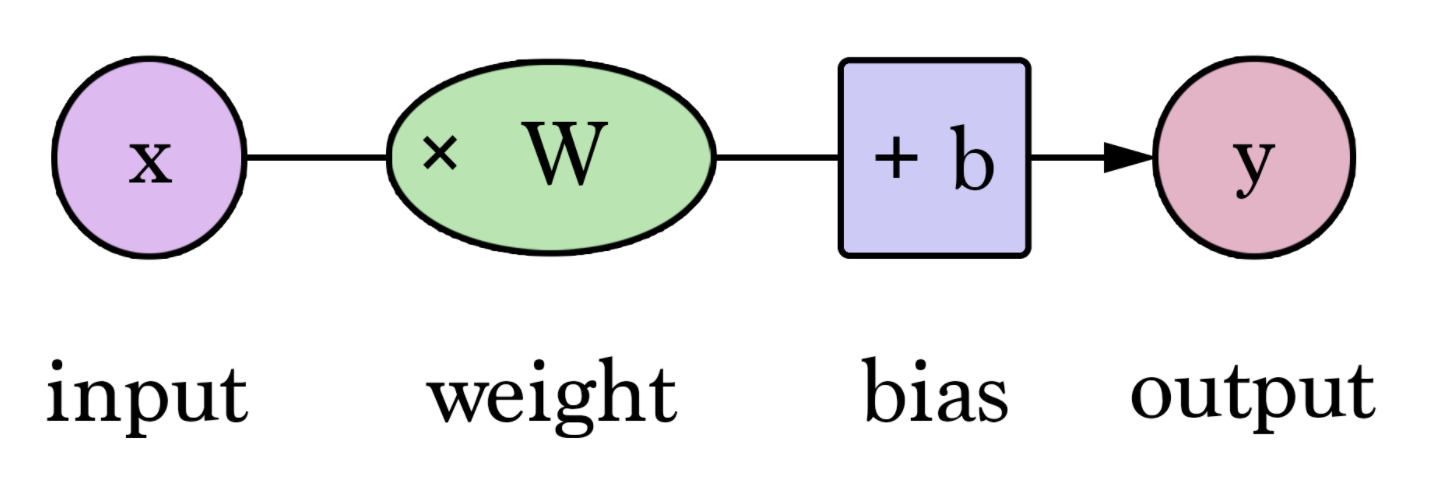 x × W + b y
input weight bias output